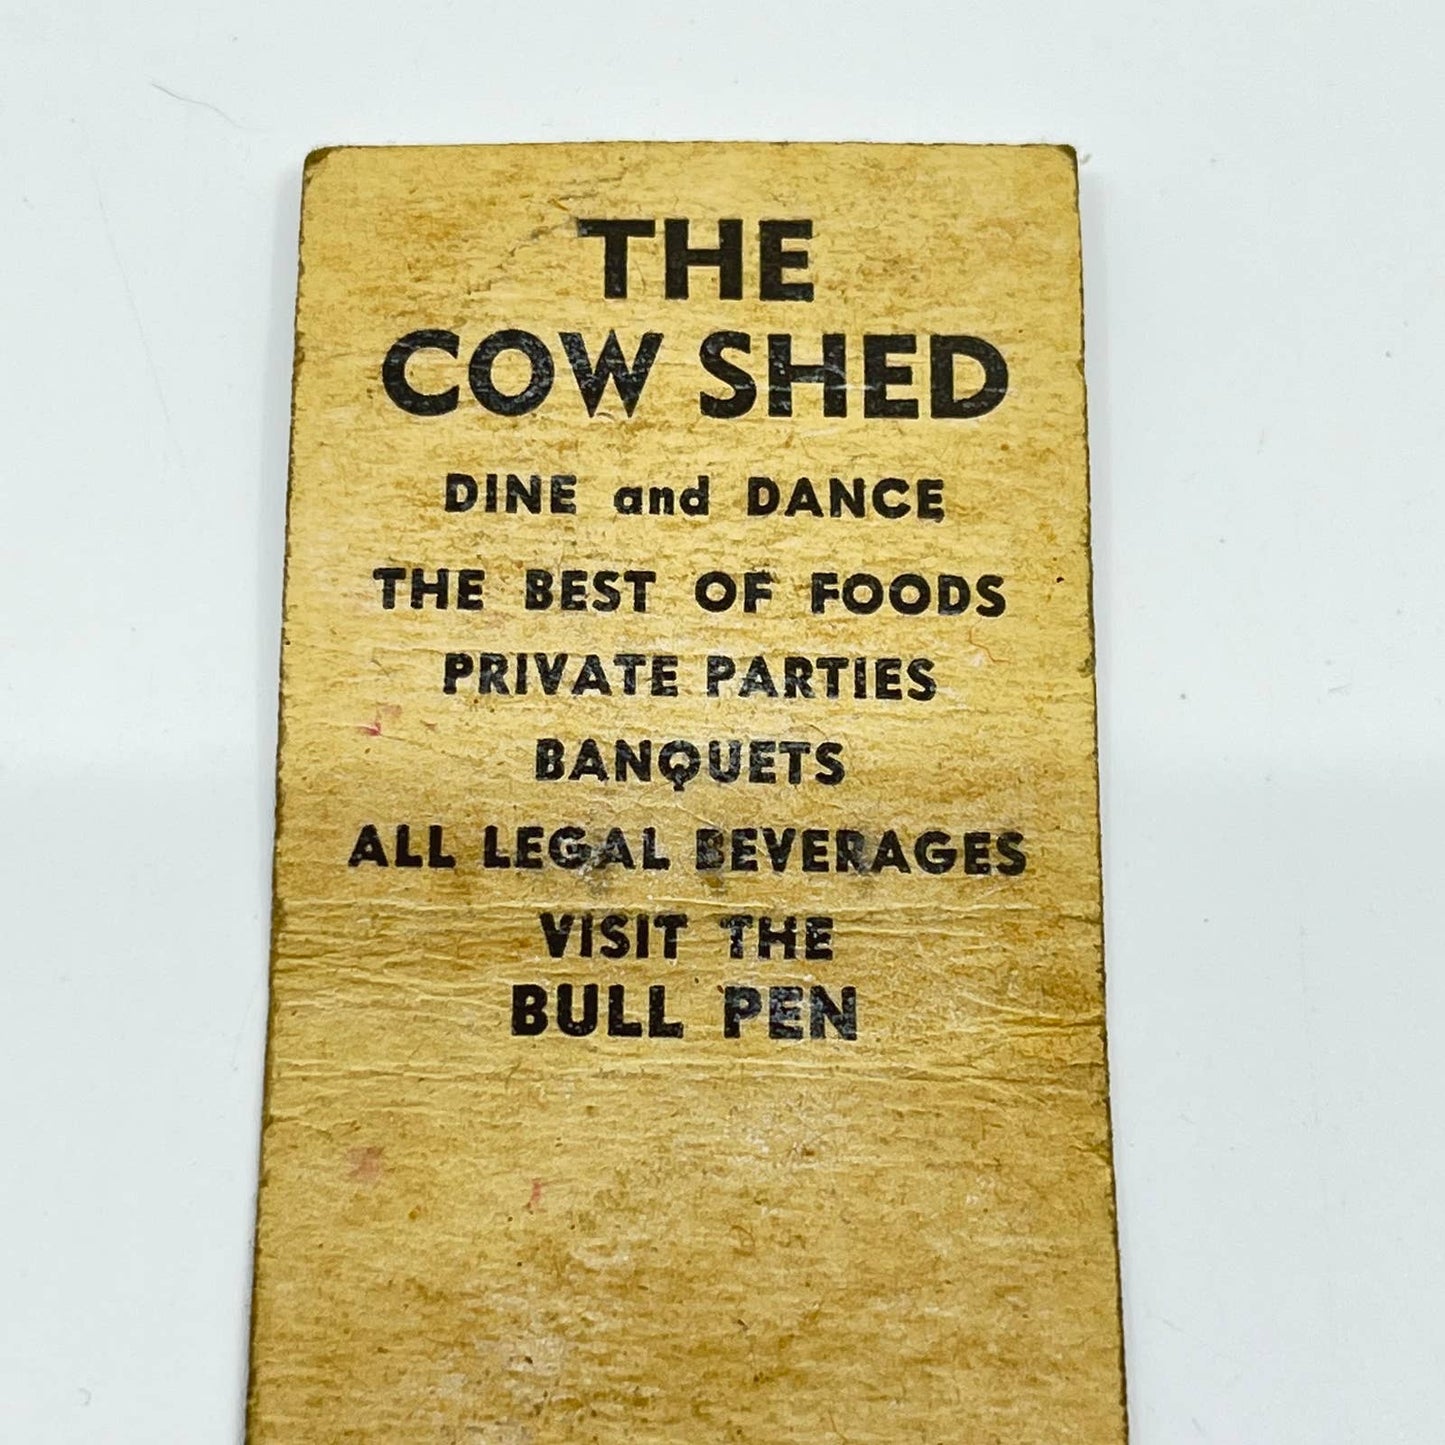 THE
COW SHED
DINE and DANCE
THE BEST OF FOODS
PRIVATE PARTIES
BANQUETS
ALL LEGAL BEVERAGES
VISIT THE
BULL PEN